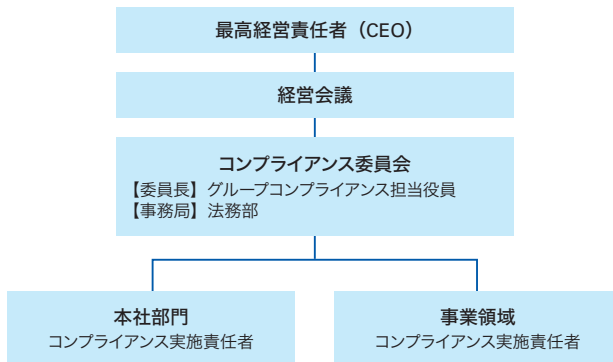 最高経営責任者（CEO）
経営会議
コンプライアンス委員会
【委員長】グループコンプライアンス担当役員
【事務局】法務部
本社部門
コンプライアンス実施責任者
事業領域
コンプライアンス実施責任者